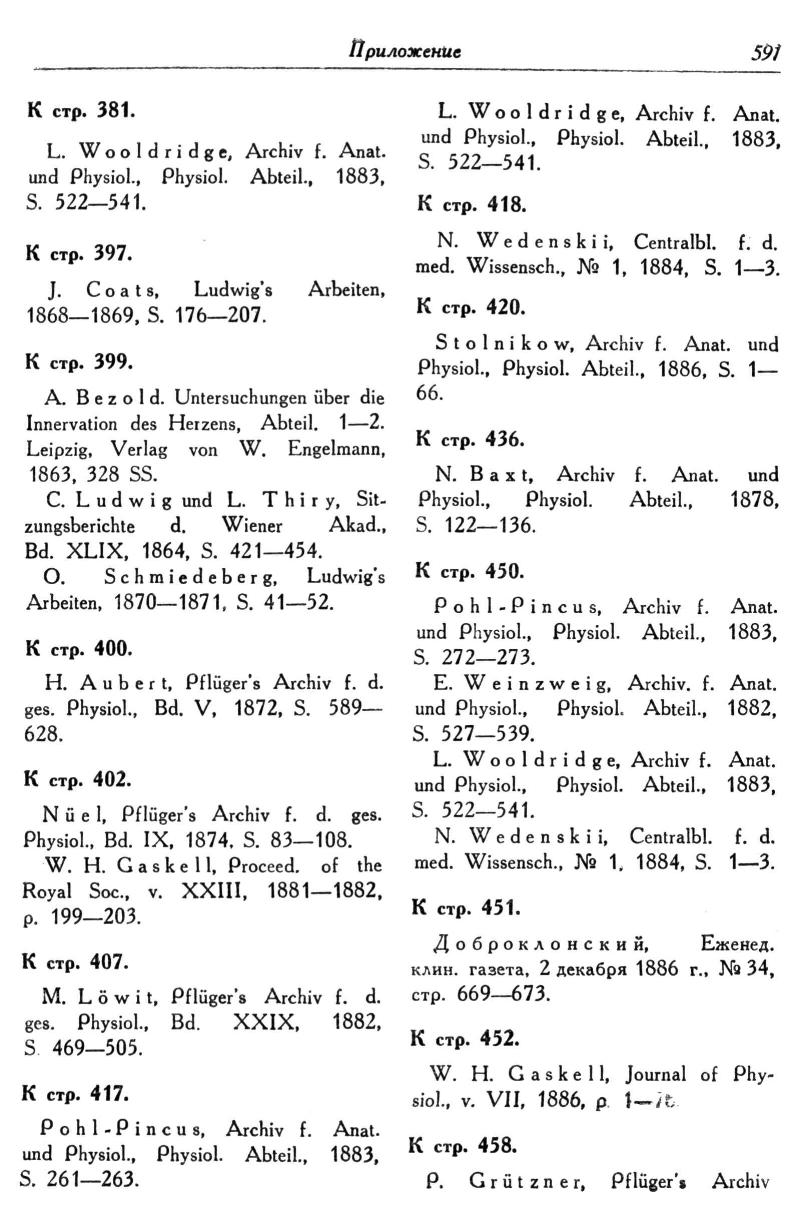 Приложение 591
К стр. 381.
L. Wooldridge, Archiv f. Anat.
und Physiol., Physiol. Abteil., 1883,
S. 522—541.
К стр. 397.
J. Coats, Ludwig's Arbeiten,
1868—1869, S. 176—207.
К стр. 399.
A. Bezold. Untersuchungen über die
Innervation des Herzens, Abteil. 1—2.
Leipzig, Verlag von W. Engelmann,
1863, 328 SS.
C. Ludwig und L. Thiry, Sit-
zungsberichte d. Wiener Akad.,
Bd. XLIX, 1864, S. 421—454.
O. Schmiedeberg, Ludwig's
Arbeiten, 1870—1871, S. 41—52.
К стр. 400.
H. Aubert, Pflüger's Archiv f. d.
ges. Physiol., Bd. V, 1872, S. 589—
628.
К стр. 402.
Nüel, Pflüger's Archiv f. d. ges.
Physiol., Bd. IX, 1874, S. 83—108.
W. H. Gaskell, Proceed. of the
Royal Soc., v. XXIII, 1881—1882,
p. 199—203.
К стр. 407.
M. Löwit, Pflüger's Archiv f. d.
ges. Physiol., Bd. XXIX, 1882,
S. 469—505.
К стр. 417.
Pohl-Pincus, Archiv f. Anat.
und Physiol., Physiol. Abteil., 1883,
S. 261—263.
L. Wooldridge, Archiv f. Anat.
und Physiol., Physiol. Abteil., 1883,
S. 522—541.
К стр. 418.
N. Wedenskii, Centralbl. f. d.
med. Wissensch., № 1, 1884, S. 1—3.
К стр. 420.
Stolnikow, Archiv f. Anat. und
Physiol., Physiol. Abteil., 1886, S. 1—
66.
К стр. 436.
N. Baxt, Archiv f. Anat. und
Physiol., Physiol. Abteil., 1878,
S. 122—136.
К стр. 450.
Pohl-Pincus, Archiv f. Anat.
und Physiol., Physiol. Abteil., 1883,
S. 272—273.
E. Weinzweig, Archiv. f. Anat.
und Physiol., Physiol. Abteil., 1882,
S. 527—539.
L. Wooldridge, Archiv f. Anat.
und Physiol., Physiol. Abteil., 1883,
S. 522—541.
N. Wedenskii, Centralbl. f. d.
med. Wissensch., № 1, 1884, S. 1—3.
К стр. 451.
Доброклонский, Еженед.
клин. газета, 2 декабря 1886 г., № 34,
стр. 669—673.
К стр. 452.
W. H. Gaskell, Journal of Phy-
siol., v. VII, 1886, p.
К стр. 458.
P. Grützner, Pflüger's Archiv